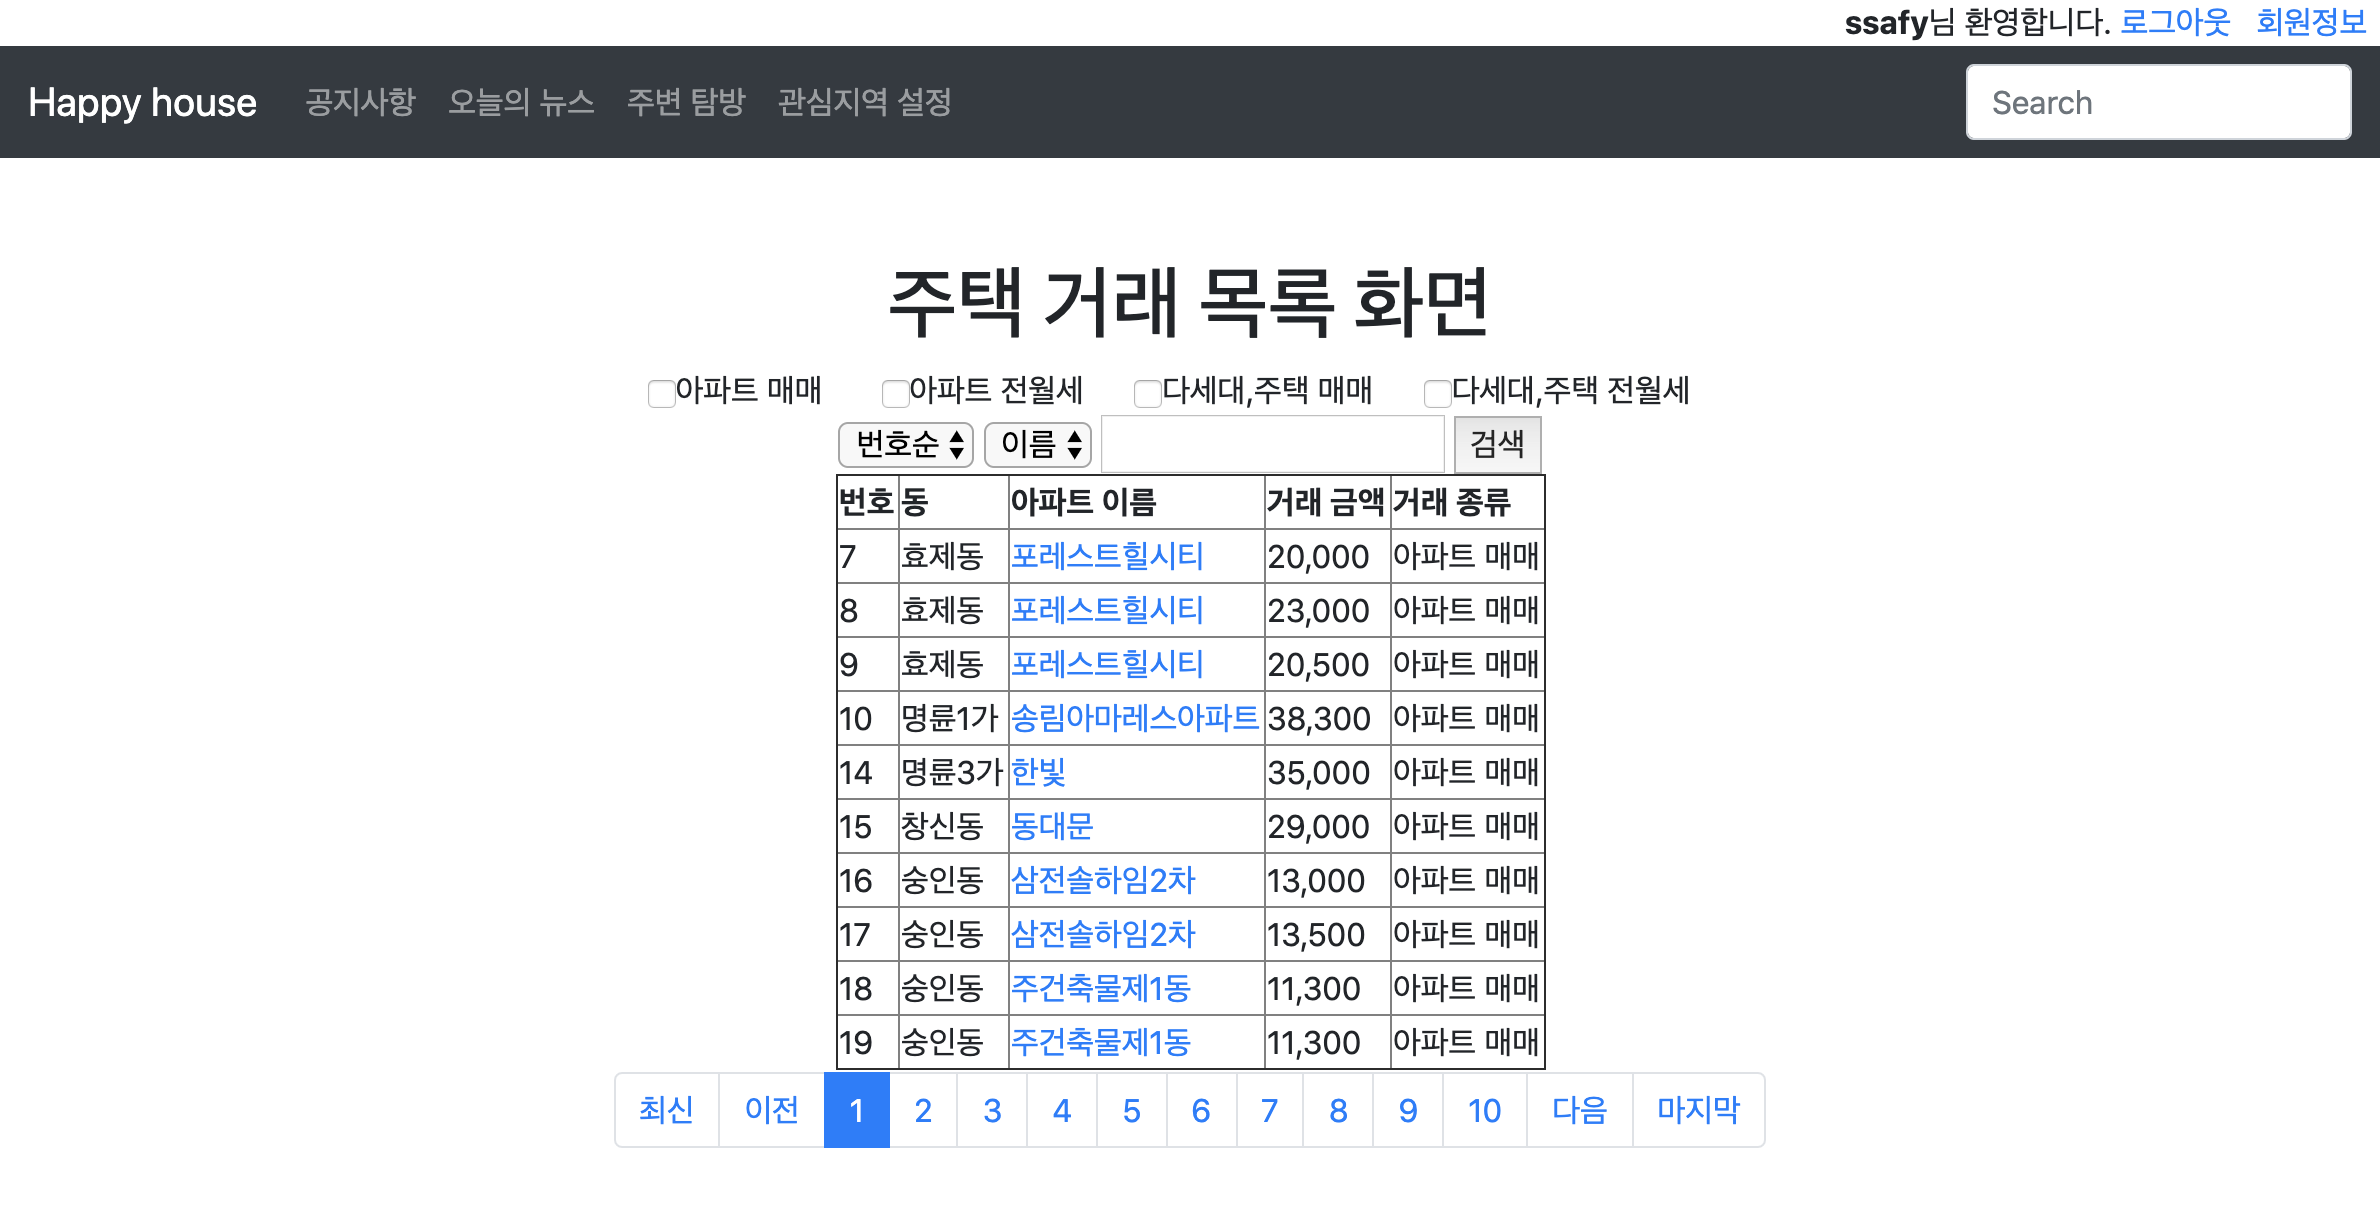 ssafy님 환영합니다. 로그아웃 회원정보
Happy house 공지사항 오늘의 뉴스 주변 탐방 관심지역 설정 Search
주택 거래 목록 화면
아파트 매매 아파트 전월세 다세대,주택 매매 다세대,주택 전월세
번호순 이름 검색
번호 동 아파트 이름 거래 금액 거래 종류
7 효제동 포레스트힐시티 20,000 아파트 매매
8 효제동 포레스트힐시티 23,000 아파트 매매
9 효제동 포레스트힐시티 20,500 아파트 매매
10 명륜1가 송림아마레스아파트 38,300 아파트 매매
14 명륜3가 한빛 35,000 아파트 매매
15 창신동 동대문 29,000 아파트 매매
16 숭인동 삼전솔하임2차 13,000 아파트 매매
17 숭인동 삼전솔하임2차 13,500 아파트 매매
18 숭인동 주건축물제1동 11,300 아파트 매매
19 숭인동 주건축물제1동 11,300 아파트 매매
최신 이전 1 2 3 4 5 6 7 8 9 10 다음 마지막